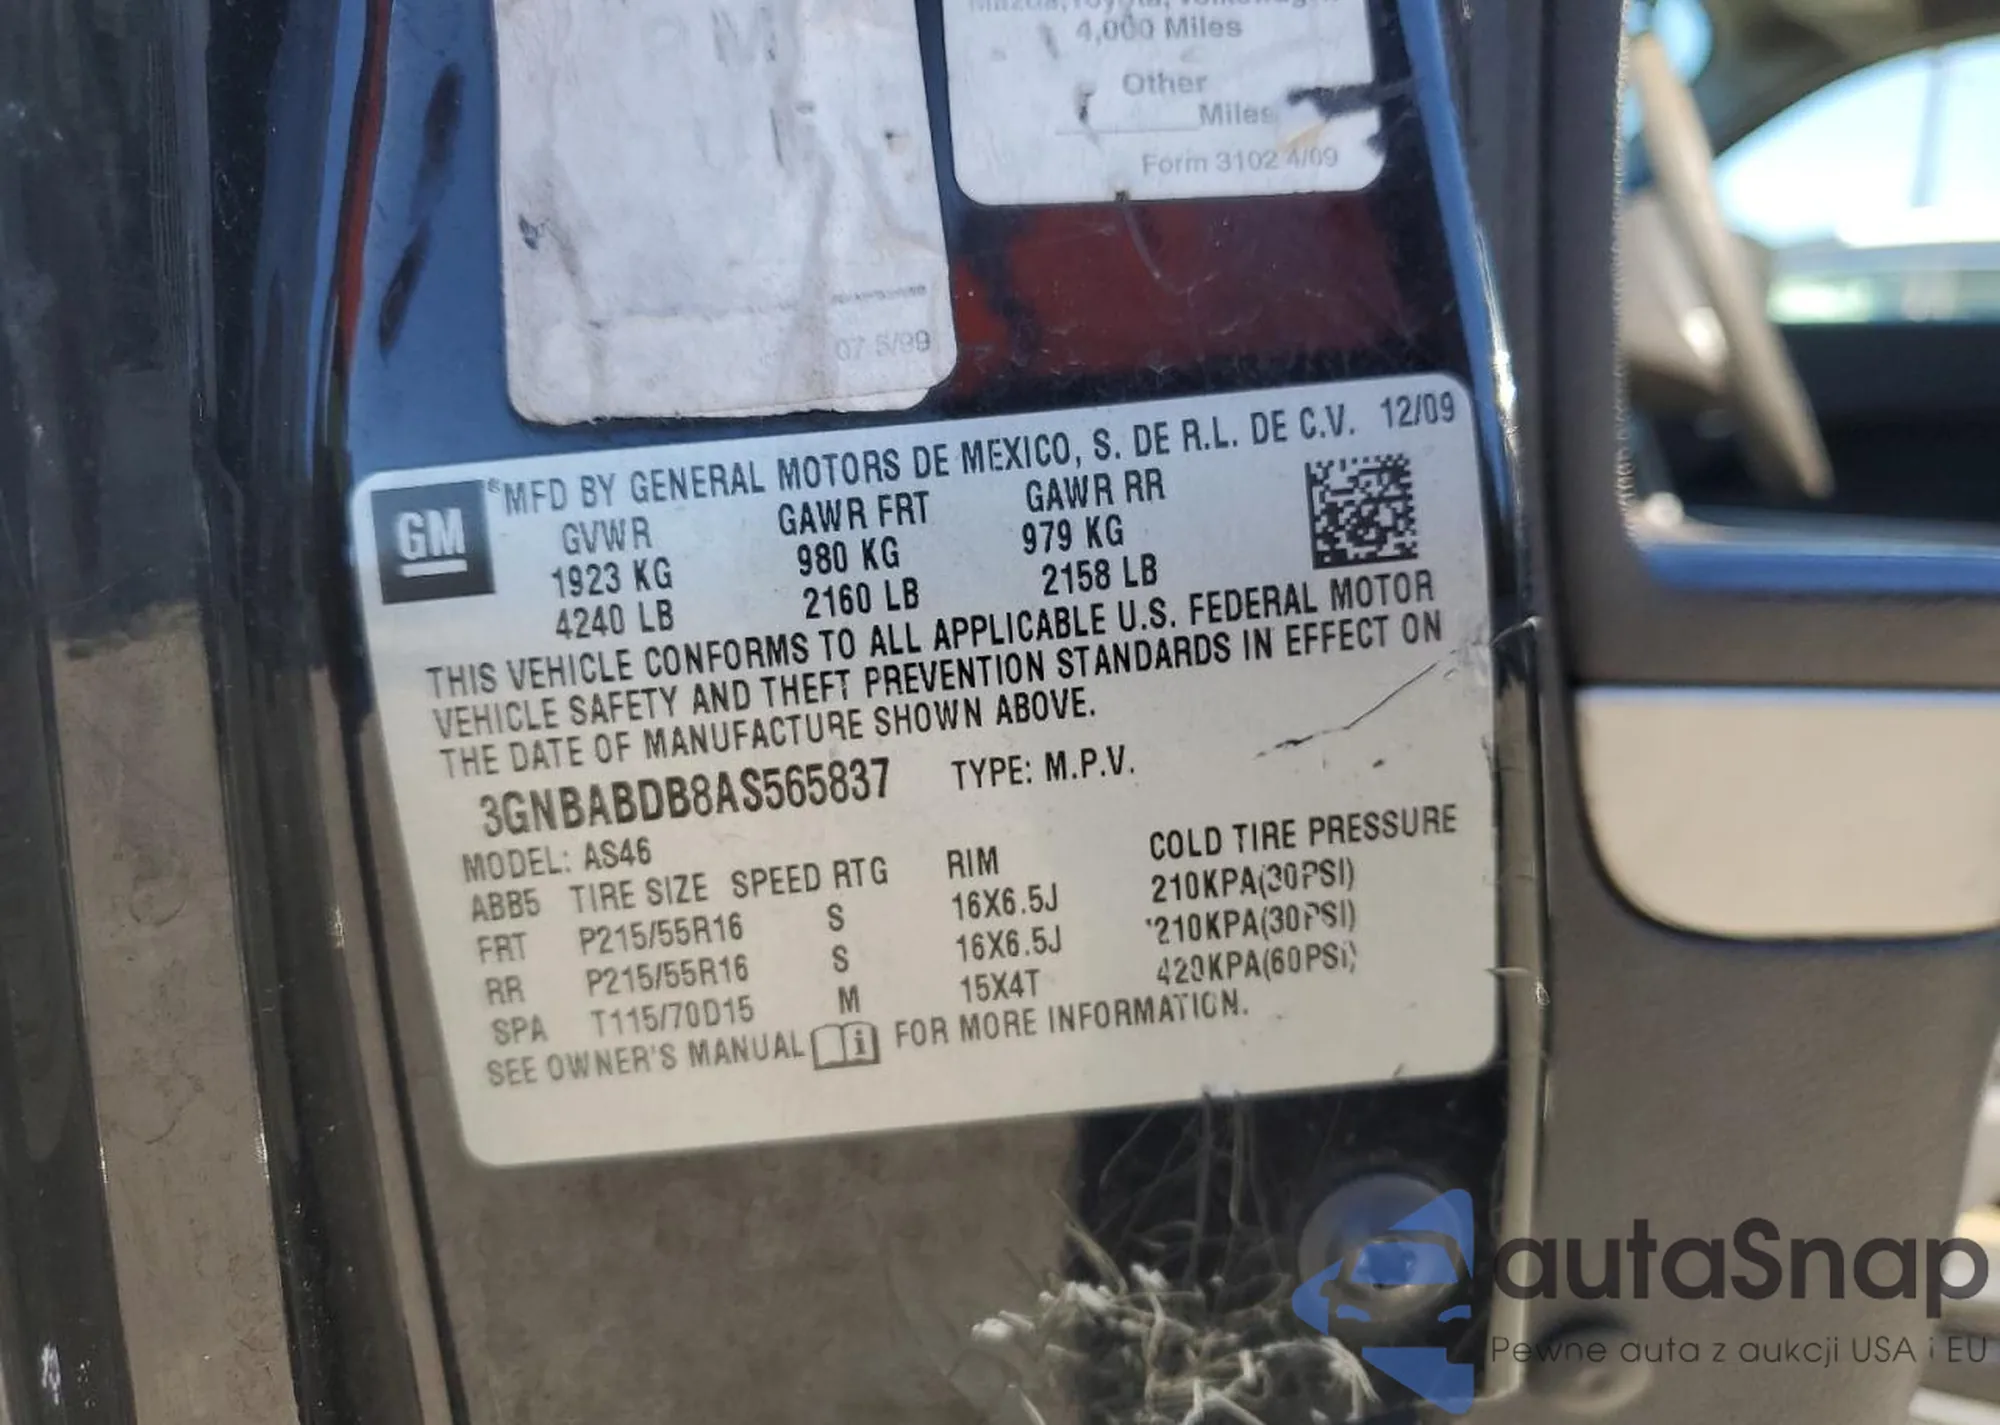 4,000 Miles
Other
Miles
Form 3102 4/09
07 5/99
GM
®MFD BY GENERAL MOTORS DE MEXICO, S. DE R.L. DE C.V. 12/09
GVWR GAWR FRT GAWR RR
1923 KG 980 KG 979 KG
4240 LB 2160 LB 2158 LB
THIS VEHICLE CONFORMS TO ALL APPLICABLE U.S. FEDERAL MOTOR
VEHICLE SAFETY AND THEFT PREVENTION STANDARDS IN EFFECT ON
THE DATE OF MANUFACTURE SHOWN ABOVE.
3GNBABDB8AS565837 TYPE: M.P.V.
MODEL: AS46
ABB5 TIRE SIZE SPEED RTG RIM COLD TIRE PRESSURE
FRT P215/55R16 S 16X6.5J 210KPA(30PSI)
RR P215/55R16 S 16X6.5J 210KPA(30PSI)
SPA T115/70D15 M 15X4T 420KPA(60PSI)
SEE OWNER'S MANUAL FOR MORE INFORMATION.
autaSnap
Pewne auta z aukcji USA i EU